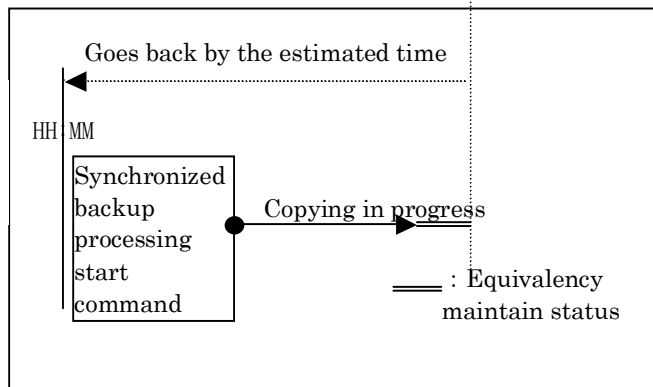 Goes back by the estimated time
HH:MM
Synchronized
backup
processing
start
command
Copying in progress
: Equivalency
maintain status